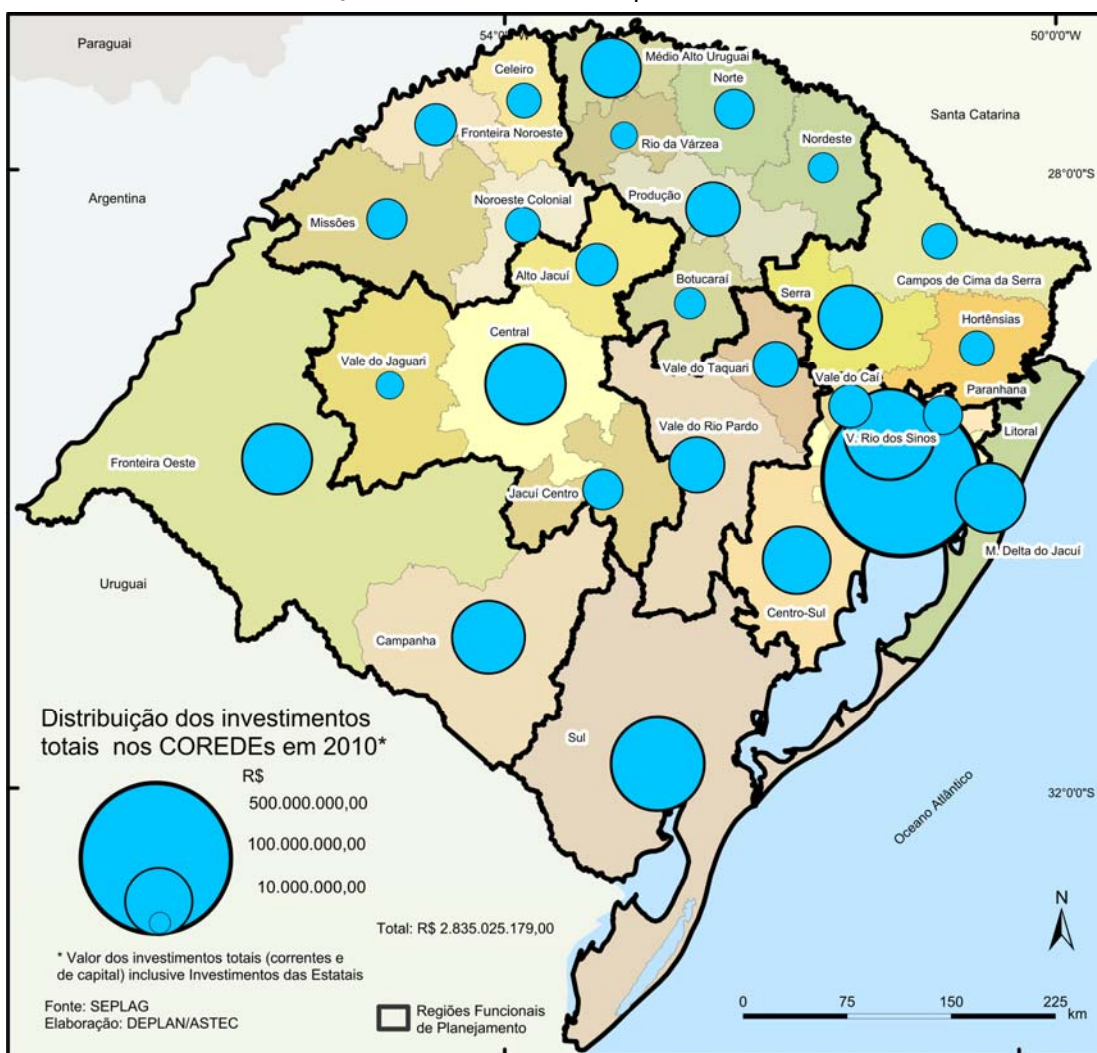 Paraguai
54°0'0"W
50°0'0"W
Médio Alto Uruguai
Celeiro
Norte
Santa Catarina
Fronteira Noroeste
Rio da Várzea
Nordeste
28°0'0"S
Argentina
Noroeste Colonial
Produção
Missões
Alto Jacuí
Botucaraí
Serra
Campos de Cima da Serra
Hortênsias
Central
Vale do Jaguari
Vale do Taquari
Vale do Caí
Paranhana
Vale do Rio Pardo
V. Rio dos Sinos
Litoral
Fronteira Oeste
Jacuí Centro
M. Delta do Jacuí
Uruguai
Centro-Sul
Campanha
Sul
32°0'0"S
Oceano Atlântico
Distribuição dos investimentos
totais nos COREDEs em 2010*
R$
500.000.000,00
100.000.000,00
10.000.000,00
Total: R$ 2.835.025.179,00
* Valor dos investimentos totais (correntes e
de capital) inclusive Investimentos das Estatais
Fonte: SEPLAG
Elaboração: DEPLAN/ASTEC
Regiões Funcionais
de Planejamento
N
0 75 150 225
km